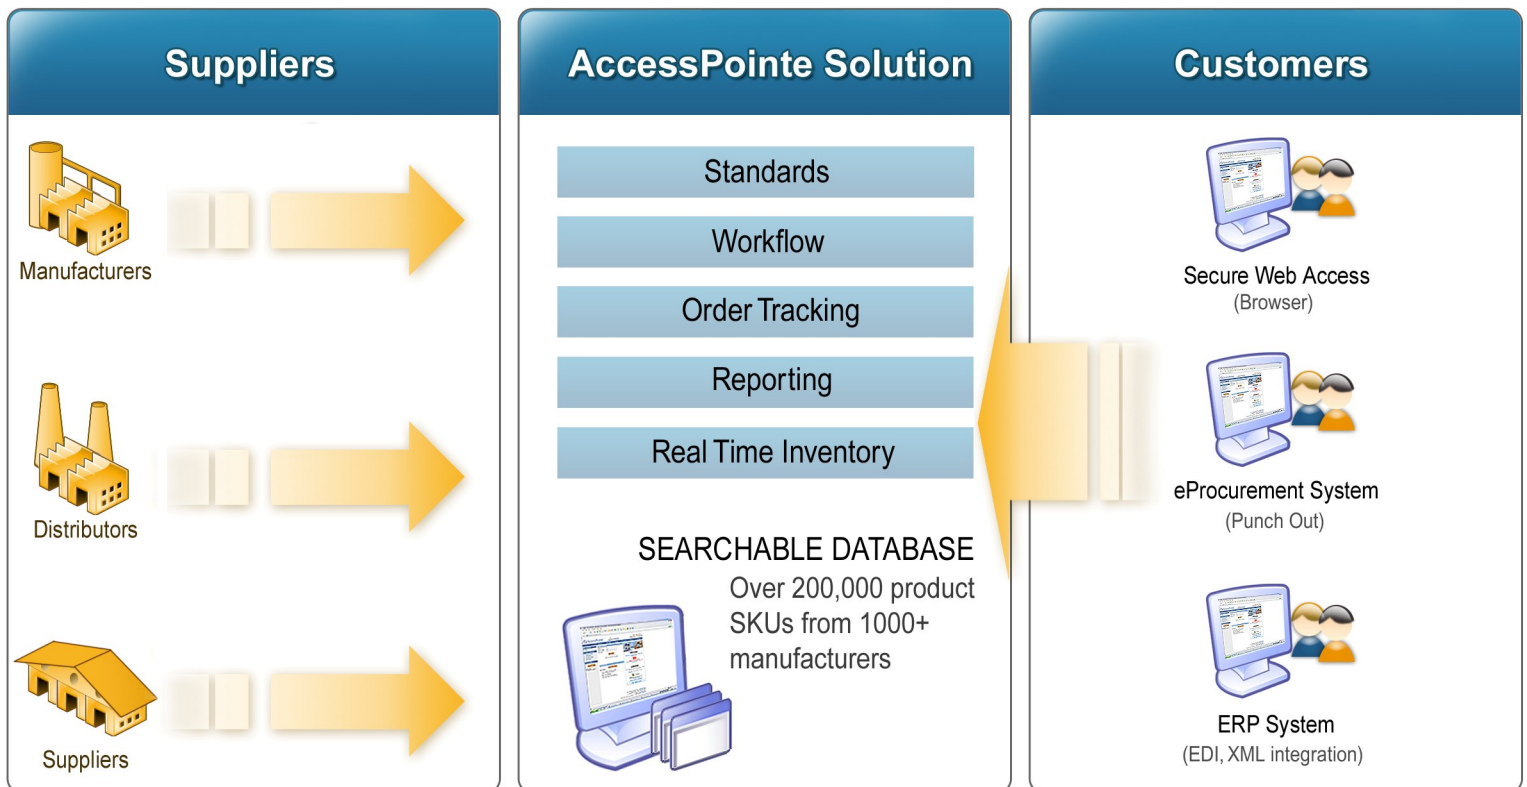 Suppliers
Manufacturers
Distributors
Suppliers
AccessPointe Solution
Standards
Workflow
Order Tracking
Reporting
Real Time Inventory
SEARCHABLE DATABASE
Over 200,000 product
SKUs from 1000+
manufacturers
Customers
Secure Web Access
(Browser)
eProcurement System
(Punch Out)
ERP System
(EDI, XML integration)